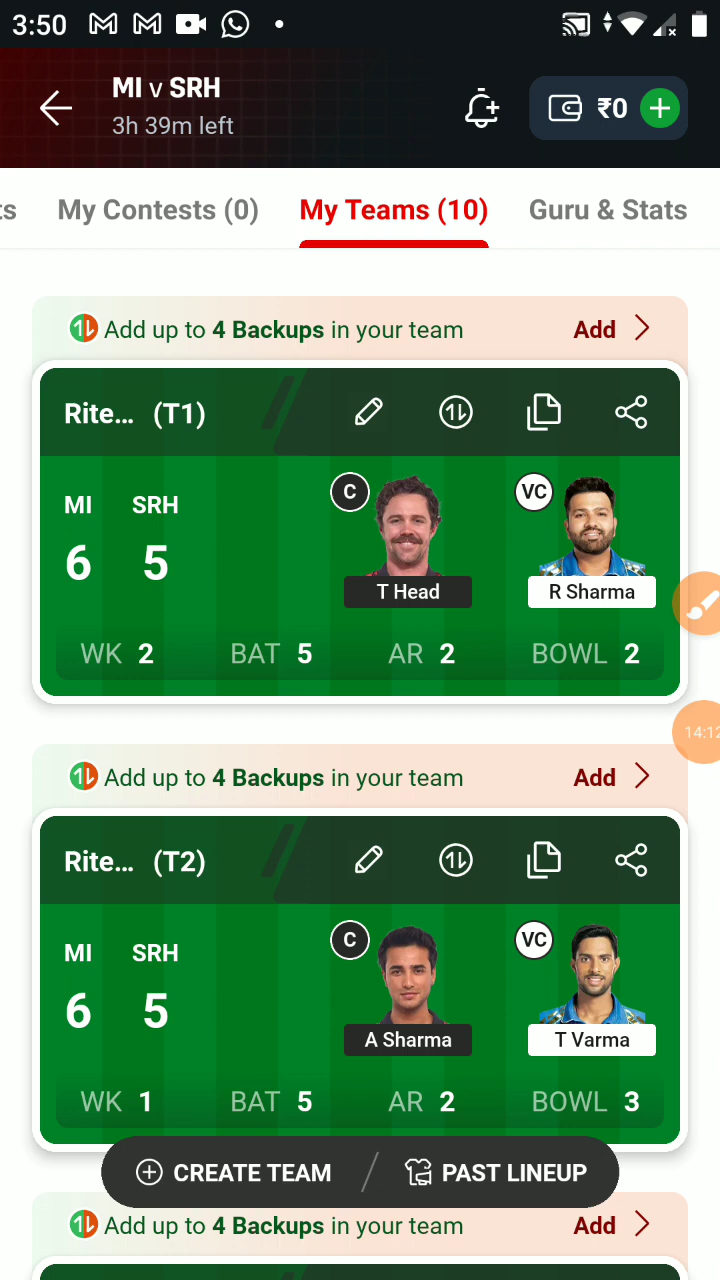 3:50
MI v SRH
3h 39m left
₹0
ts
My Contests (0)
My Teams (10)
Guru & Stats
Add up to 4 Backups in your team
Add
Rite... (T1)
MI
SRH
6
5
C
VC
T Head
R Sharma
WK 2
BAT 5
AR 2
BOWL 2
14:12
Add up to 4 Backups in your team
Add
Rite... (T2)
MI
SRH
6
5
C
VC
A Sharma
T Varma
WK 1
BAT 5
AR 2
BOWL 3
CREATE TEAM
PAST LINEUP
Add up to 4 Backups in your team
Add